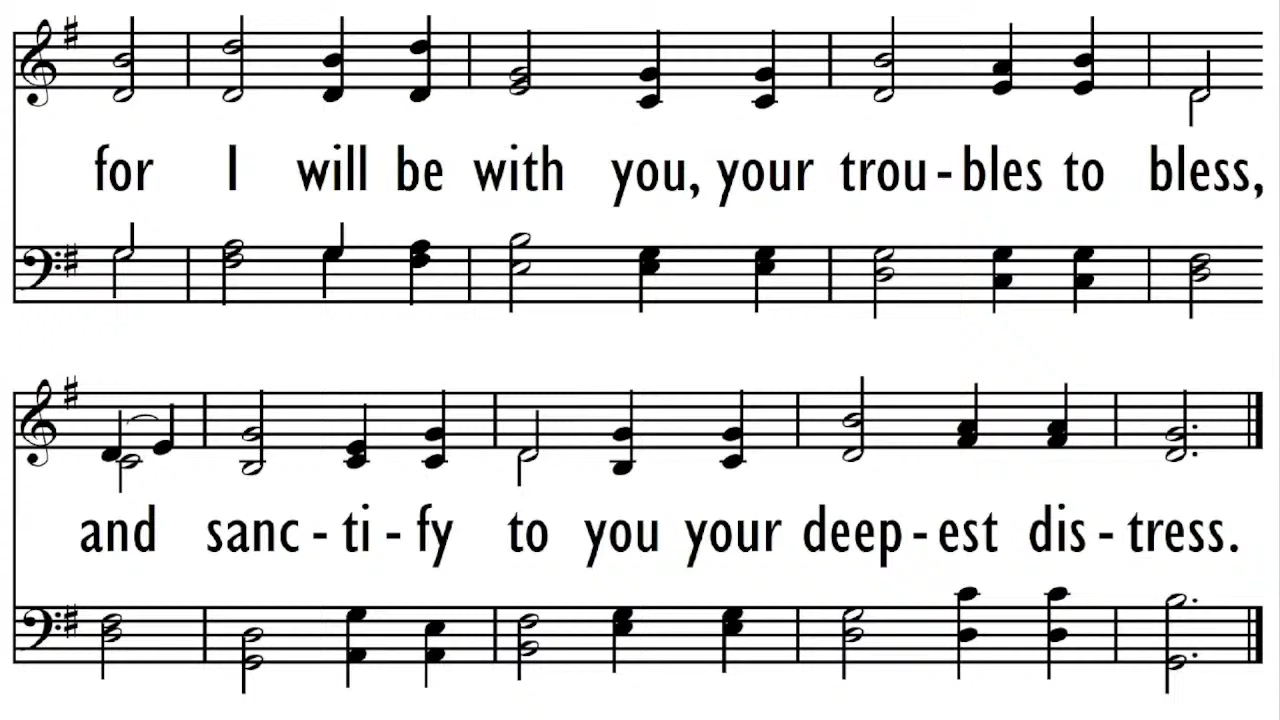 for I will be with you, your trou - bles to bless,
and sanc - ti - fy to you your deep - est dis - tress.